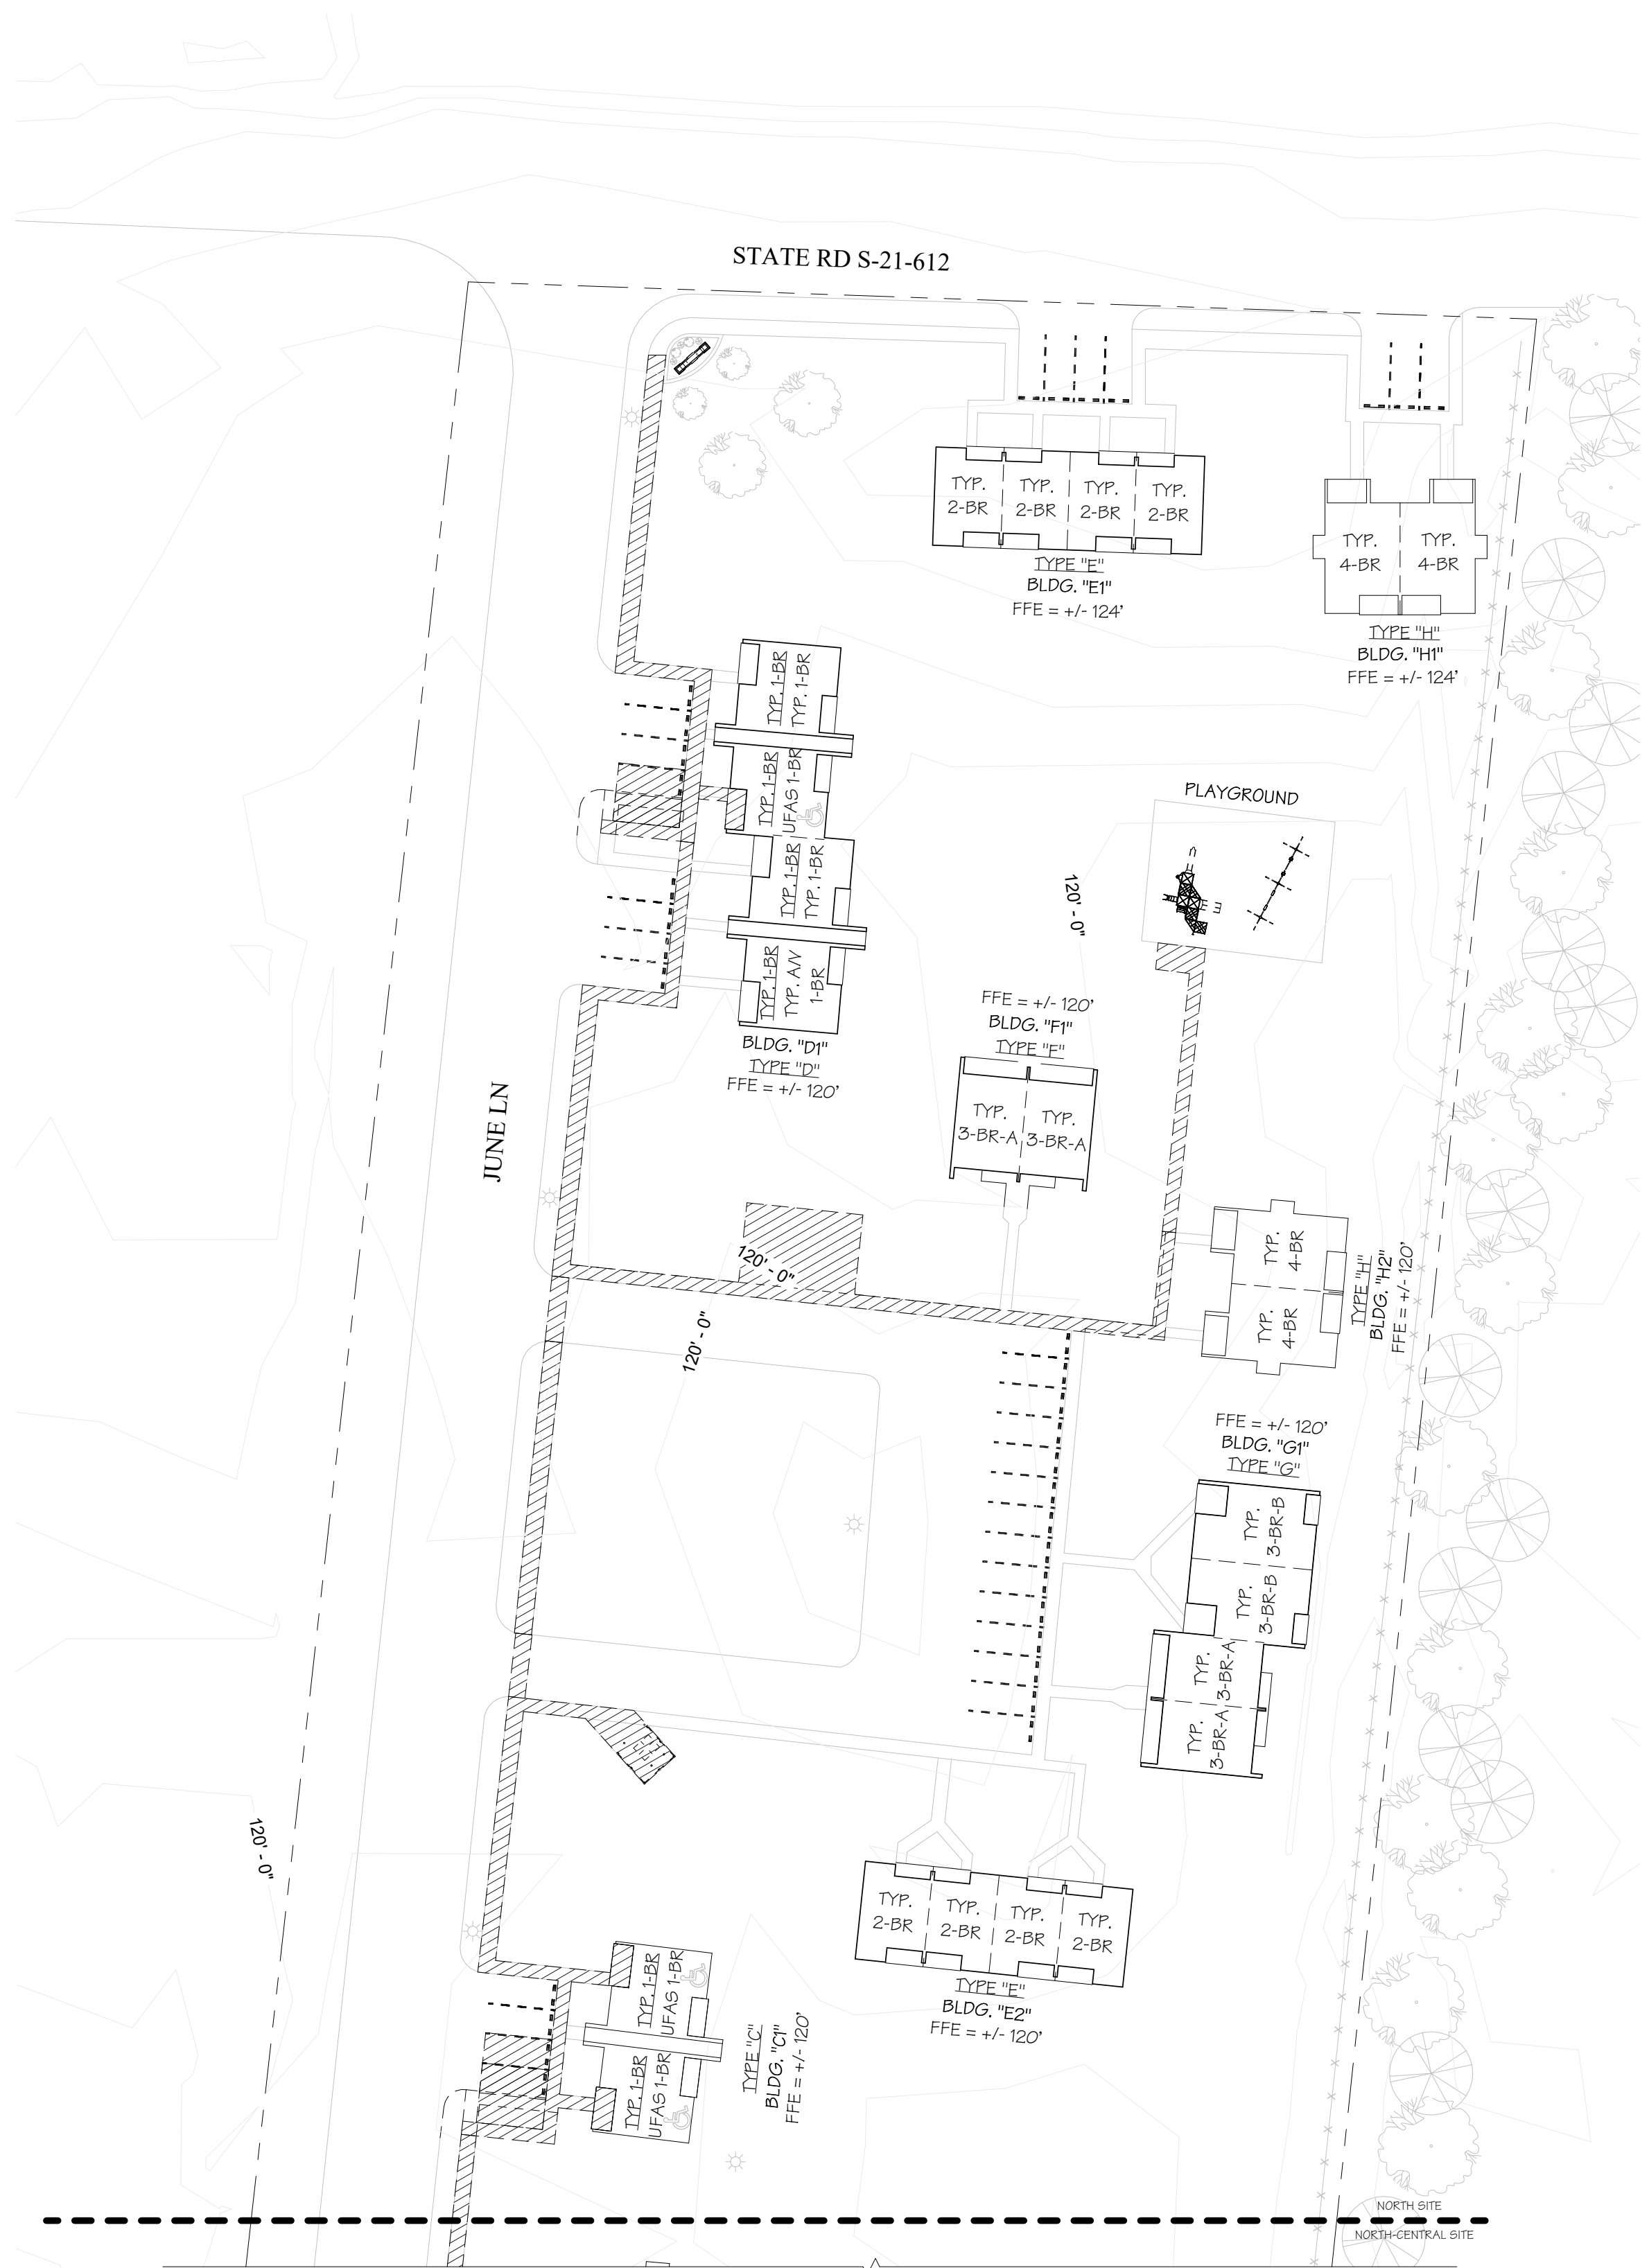 STATE RD S-21-612
TYP.
2-BR
TYP.
2-BR
TYP.
2-BR
TYP.
2-BR
TYPE "E"
BLDG. "E1"
FFE = +/- 124'
TYP.
4-BR
TYP.
4-BR
TYPE "H"
BLDG. "H1"
FFE = +/- 124'
TYP. 1-BR
TYP. 1-BR
TYP. 1-BR
UFAS 1-BR
TYP. 1-BR
TYP. 1-BR
TYP. 1-BR
TYP. A/V
1-BR
BLDG. "D1"
TYPE "D"
FFE = +/- 120'
PLAYGROUND
120' - 0"
FFE = +/- 120'
BLDG. "F1"
TYPE "F"
TYP.
3-BR-A
TYP.
3-BR-A
JUNE LN
120' - 0"
120' - 0"
TYP.
4-BR
TYP.
4-BR
TYPE "H"
BLDG. "H2"
FFE = +/- 120'
FFE = +/- 120'
BLDG. "G1"
TYPE "G"
TYP.
3-BR-B
TYP.
3-BR-B
TYP.
3-BR-A
TYP.
3-BR-A
120' - 0"
TYP.
2-BR
TYP.
2-BR
TYP.
2-BR
TYP.
2-BR
TYPE "E"
BLDG. "E2"
FFE = +/- 120'
TYP. 1-BR
UFAS 1-BR
TYP. 1-BR
UFAS 1-BR
TYPE "C"
BLDG. "C1"
FFE = +/- 120'
NORTH SITE
NORTH-CENTRAL SITE